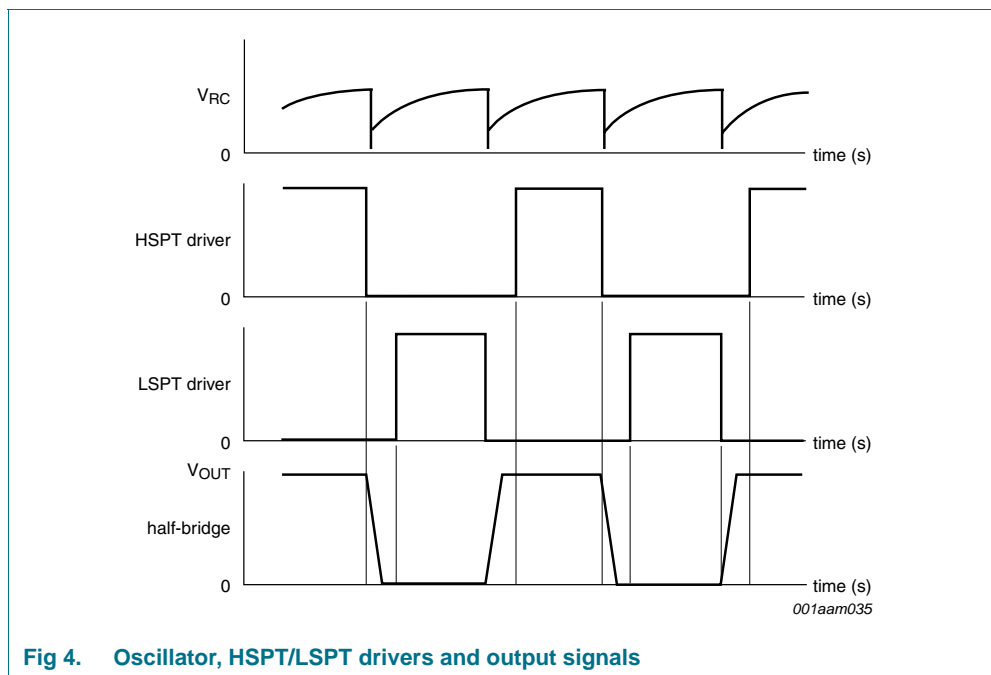 VRC
0
time (s)
HSPT driver
0
time (s)
LSPT driver
0
time (s)
VOUT
half-bridge
0
time (s)
001aam035
Fig 4. Oscillator, HSPT/LSPT drivers and output signals